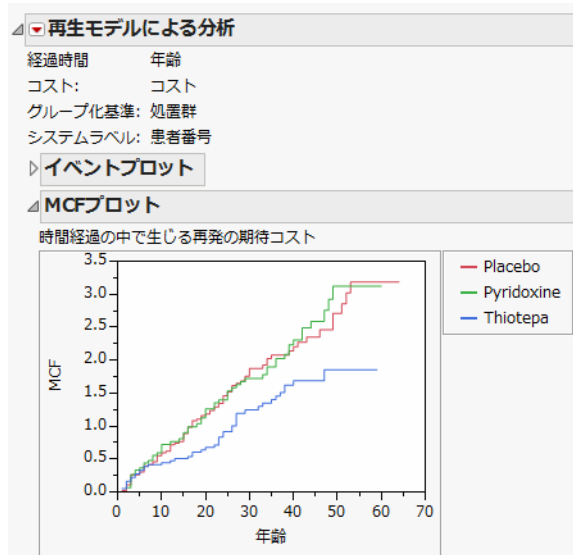 再生モデルによる分析
経過時間 年齢
コスト: コスト
グループ化基準: 処置群
システムラベル: 患者番号
イベントプロット
MCFプロット
時間経過の中で生じる再発の期待コスト
3.5
3.0
2.5
2.0
1.5
1.0
0.5
0.0
MCF
0 10 20 30 40 50 60 70
年齢
Placebo
Pyridoxine
Thiotepa